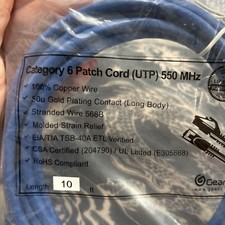 Category 6 Patch Cord (UTP) 550 MHz
100% Copper Wire
50u Gold Plating Contact (Long Body)
Stranded Wire 568B
Molded Strain Relief
EIA/TIA TSB-40A ETL Verified
CSA Certified (204790) / UL Listed (E305568)
RoHS Compliant
Gear
Length: 10 ft